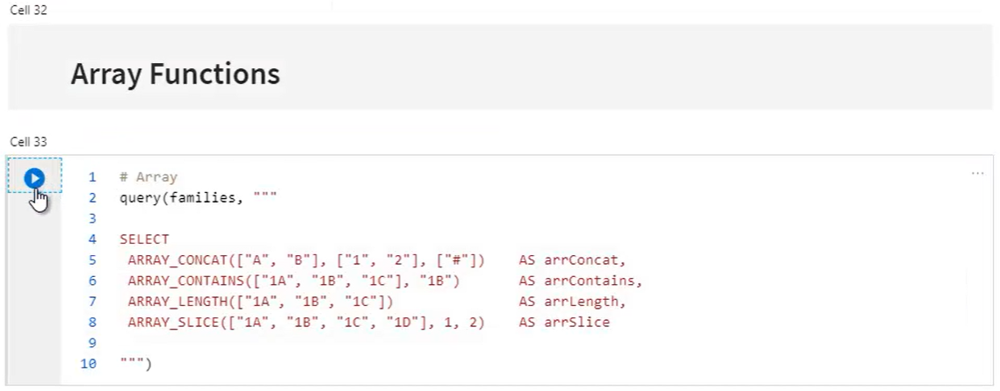 Cell 32
Array Functions
Cell 33
1 # Array
2 query(families, """
3
4 SELECT
5 ARRAY_CONCAT(["A", "B"], ["1", "2"], ["#"]) AS arrConcat,
6 ARRAY_CONTAINS(["1A", "1B", "1C"], "1B") AS arrContains,
7 ARRAY_LENGTH(["1A", "1B", "1C"]) AS arrLength,
8 ARRAY_SLICE(["1A", "1B", "1C", "1D"], 1, 2) AS arrSlice
9
10 """)